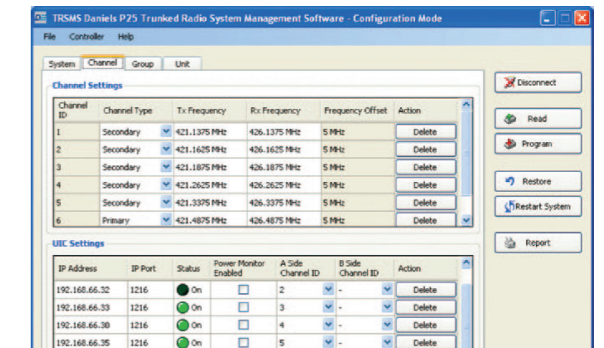 TRSMS Daniels P25 Trunked Radio System Management Software - Configuration Mode
File Controller Help
System Channel Group Unit
Channel Settings
Channel ID Channel Type Tx Frequency Rx Frequency Frequency Offset Action
1 Secondary 421.1375 MHz 426.1375 MHz 5 MHz Delete
2 Secondary 421.1625 MHz 426.1625 MHz 5 MHz Delete
3 Secondary 421.1875 MHz 426.1875 MHz 5 MHz Delete
4 Secondary 421.2625 MHz 426.2625 MHz 5 MHz Delete
5 Secondary 421.3375 MHz 426.3375 MHz 5 MHz Delete
6 Primary 421.4875 MHz 426.4875 MHz 5 MHz Delete
UIC Settings
IP Address IP Port Status Power Monitor Enabled A Side Channel ID B Side Channel ID Action
192.168.66.32 1216 On 2 - Delete
192.168.66.33 1216 On 3 - Delete
192.168.66.30 1216 On 4 - Delete
192.168.66.35 1216 On 5 - Delete
Disconnect
Read
Program
Restore
Restart System
Report